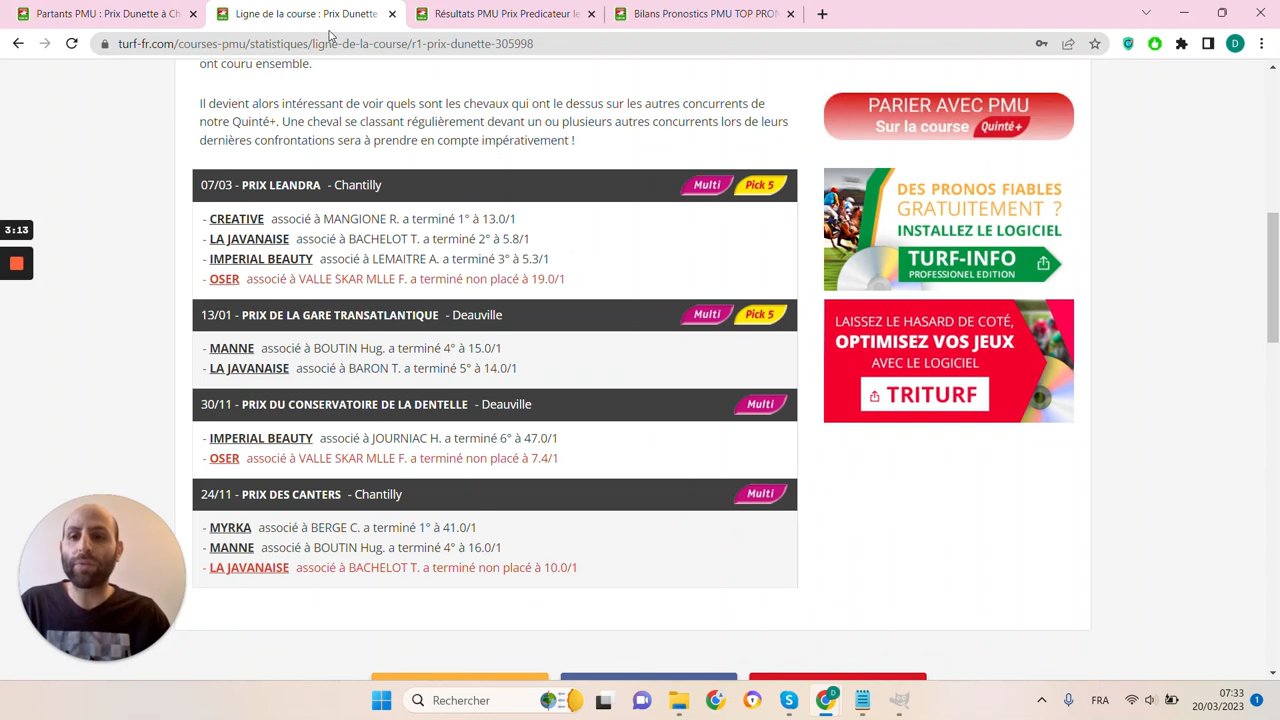 Partants PMU : Prix Dunette à Ch
Ligne de la course : Prix Dunette
Résultats PMU Prix Predicateur le
Bilans Pronostics PMU TOP PRON
turf-fr.com/courses-pmu/statistiques/ligne-de-la-course/r1-prix-dunette-305998
D
ont couru ensemble.
Il devient alors intéressant de voir quels sont les chevaux qui ont le dessus sur les autres concurrents de
notre Quinté+. Une cheval se classant régulièrement devant un ou plusieurs autres concurrents lors de leurs
dernières confrontations sera à prendre en compte impérativement !
07/03 - PRIX LEANDRA - Chantilly Multi Pick 5
- CREATIVE associé à MANGIONE R. a terminé 1° à 13.0/1
- LA JAVANAISE associé à BACHELOT T. a terminé 2° à 5.8/1
- IMPERIAL BEAUTY associé à LEMAITRE A. a terminé 3° à 5.3/1
- OSER associé à VALLE SKAR MLLE F. a terminé non placé à 19.0/1
13/01 - PRIX DE LA GARE TRANSATLANTIQUE - Deauville Multi Pick 5
- MANNE associé à BOUTIN Hug. a terminé 4° à 15.0/1
- LA JAVANAISE associé à BARON T. a terminé 5° à 14.0/1
30/11 - PRIX DU CONSERVATOIRE DE LA DENTELLE - Deauville Multi
- IMPERIAL BEAUTY associé à JOURNIAC H. a terminé 6° à 47.0/1
- OSER associé à VALLE SKAR MLLE F. a terminé non placé à 7.4/1
24/11 - PRIX DES CANTERS - Chantilly Multi
- MYRKA associé à BERGE C. a terminé 1° à 41.0/1
- MANNE associé à BOUTIN Hug. a terminé 4° à 16.0/1
- LA JAVANAISE associé à BACHELOT T. a terminé non placé à 10.0/1
PARIER AVEC PMU
Sur la course Quinté+
DES PRONOS FIABLES
GRATUITEMENT ?
INSTALLEZ LE LOGICIEL
TURF-INFO
PROFESSIONEL EDITION
LAISSEZ LE HASARD DE COTÉ,
OPTIMISEZ VOS JEUX
AVEC LE LOGICIEL
TRITURF
3:13
Rechercher
D
FRA
07:33
20/03/2023
1